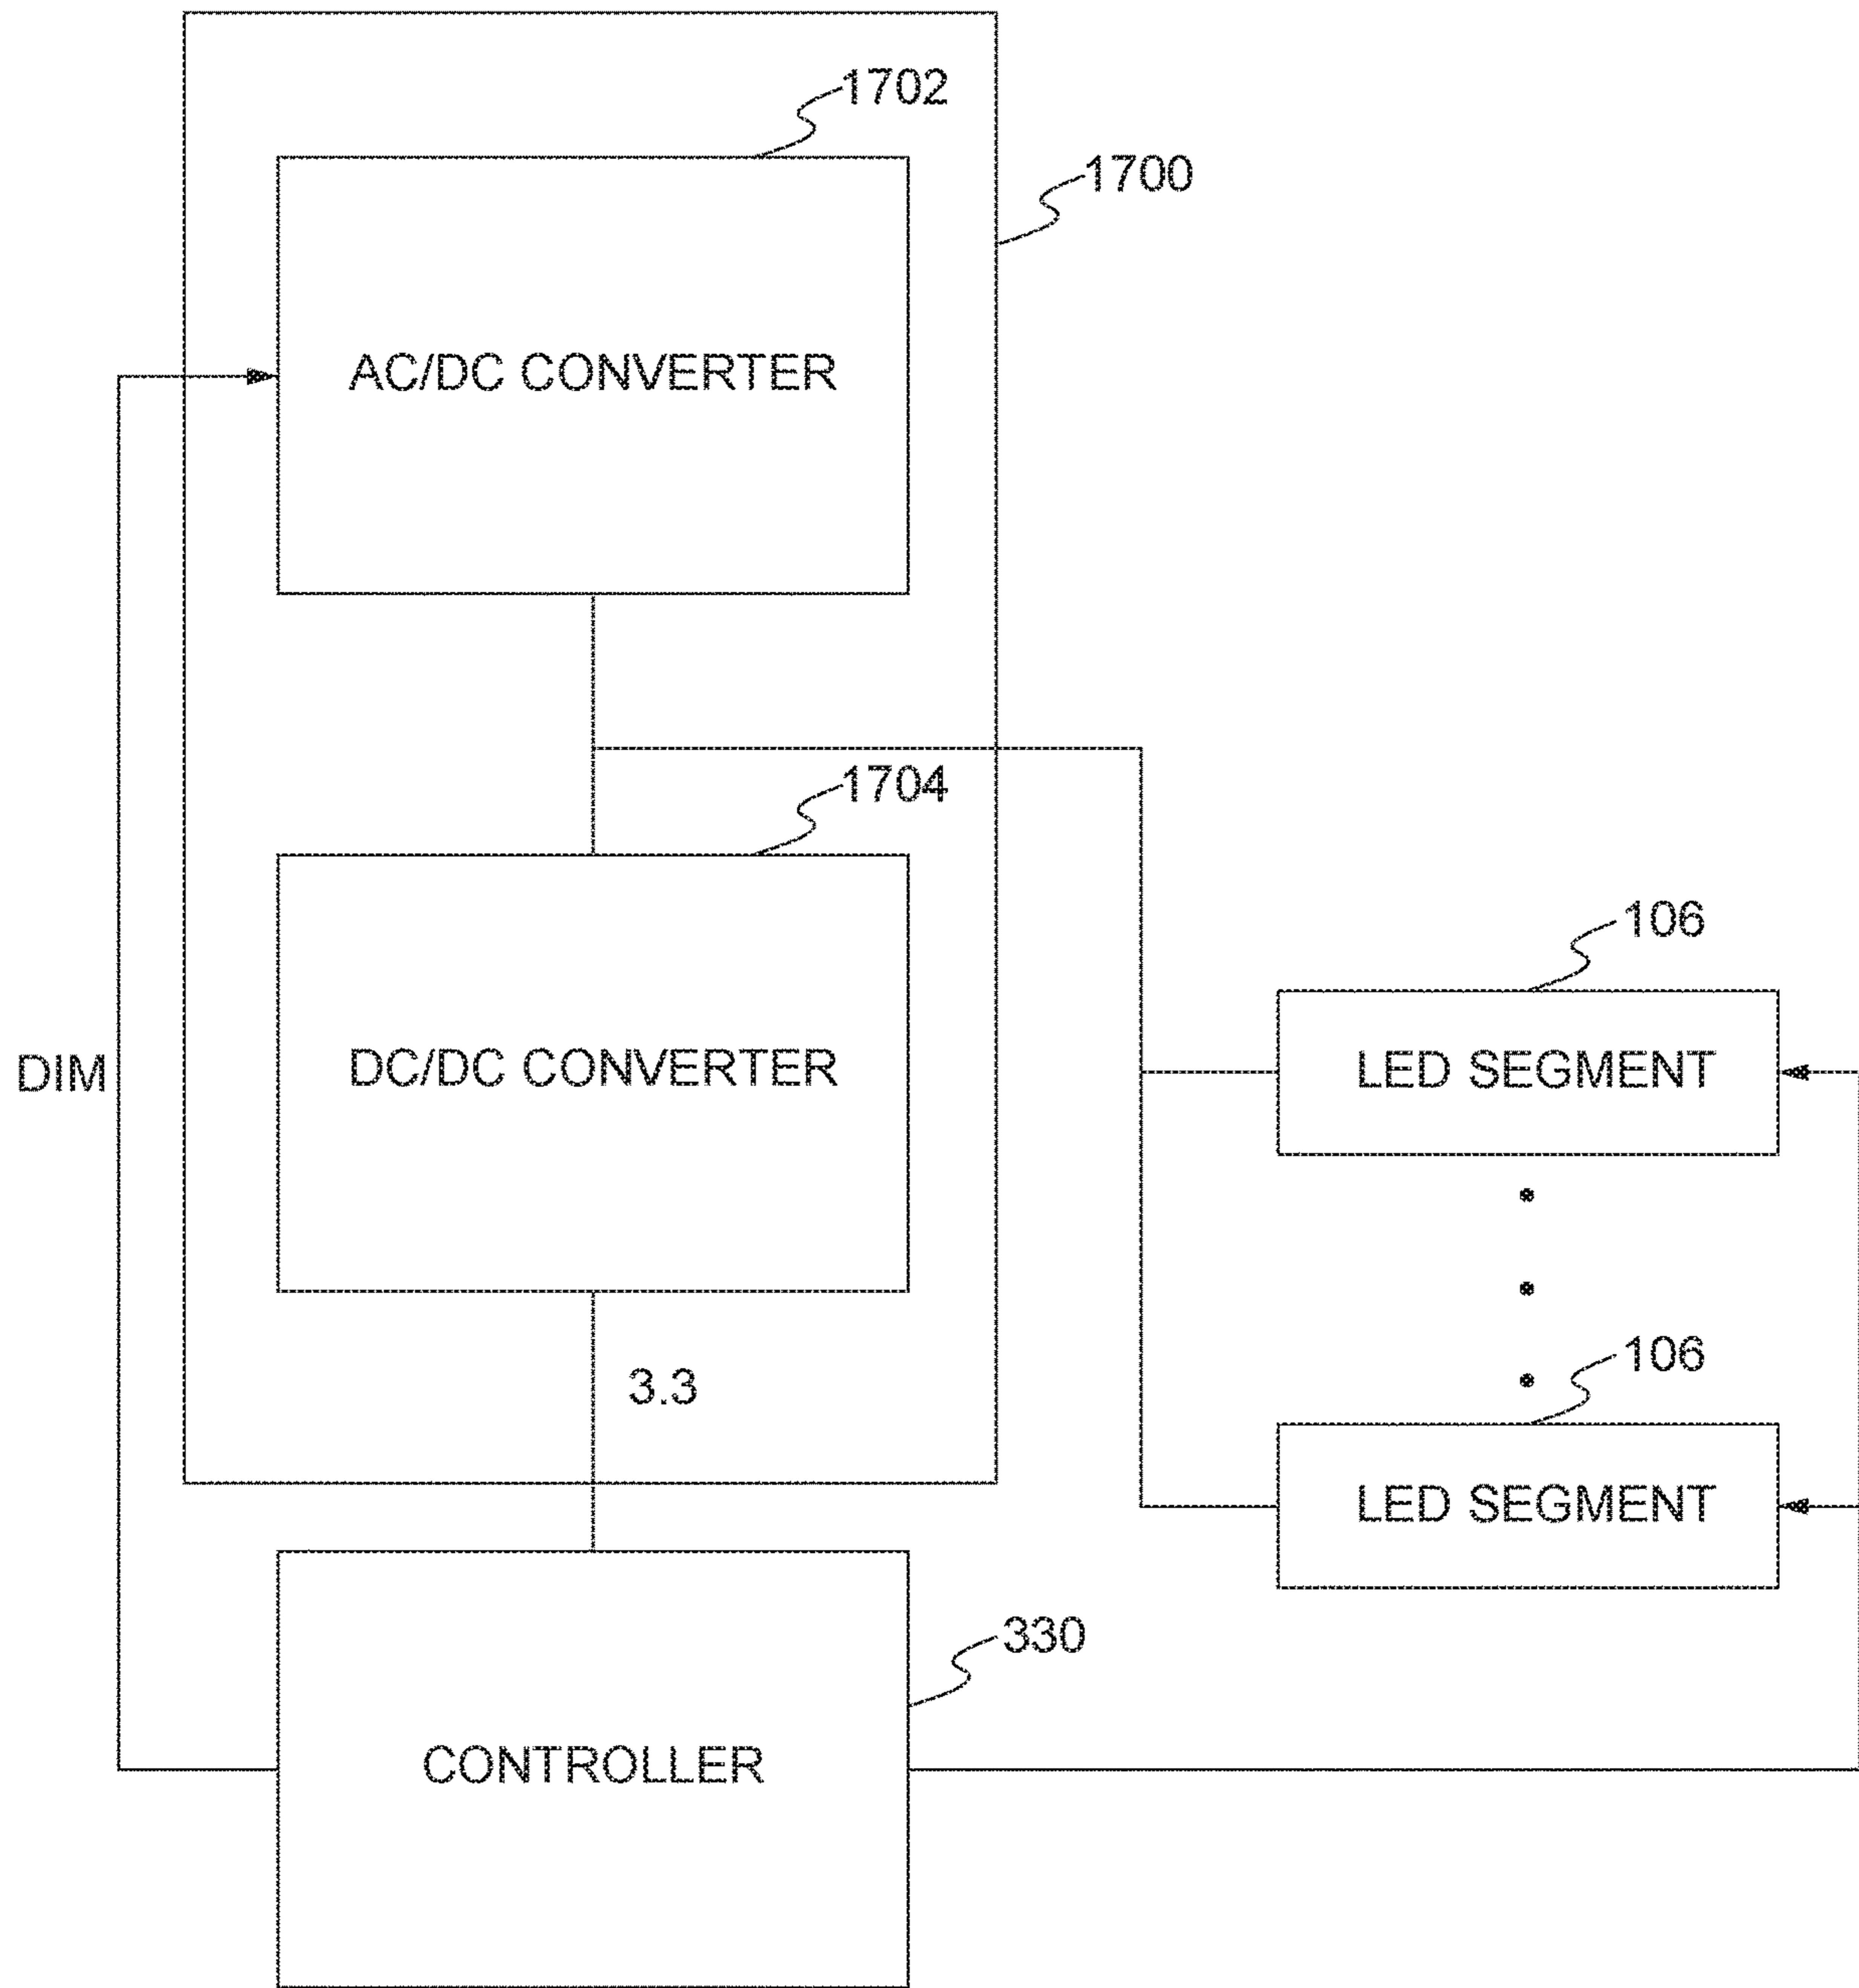 1702
1700
AC/DC CONVERTER
1704
106
DIM
DC/DC CONVERTER
LED SEGMENT
3.3
106
LED SEGMENT
330
CONTROLLER